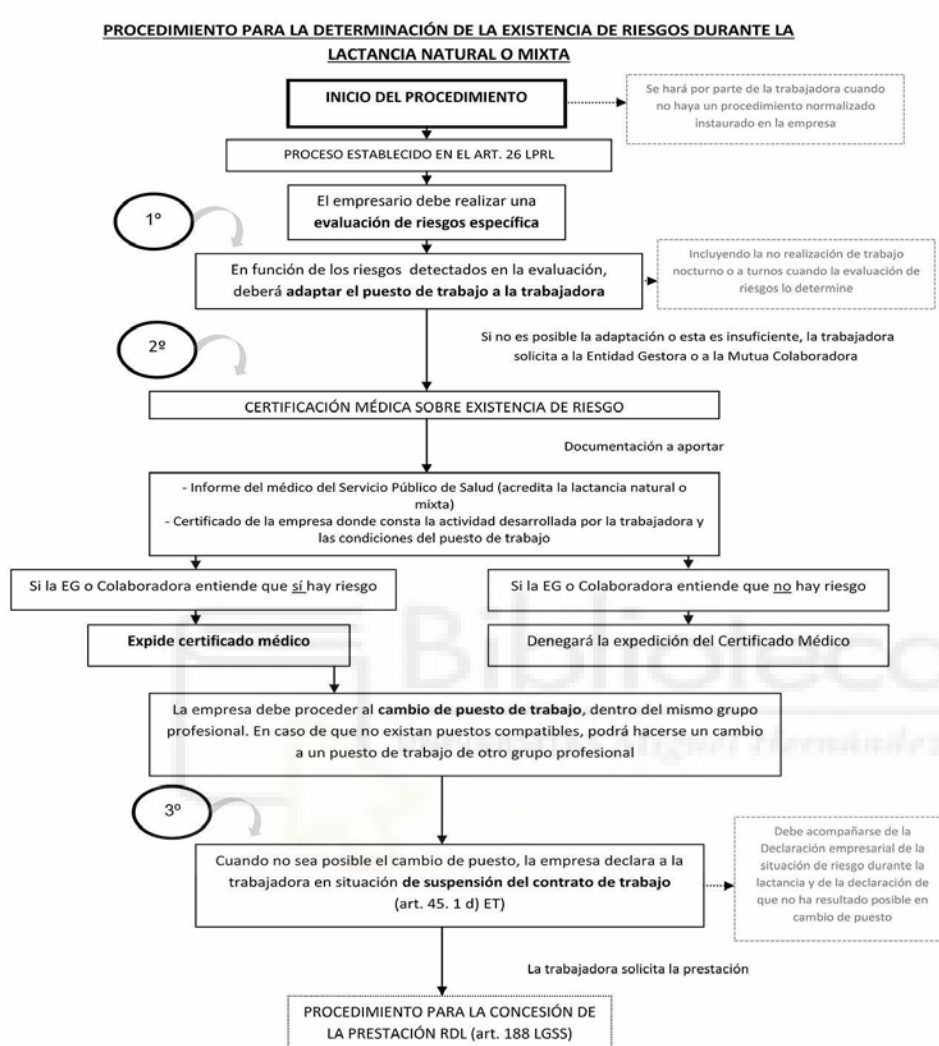 PROCEDIMIENTO PARA LA DETERMINACIÓN DE LA EXISTENCIA DE RIESGOS DURANTE LA
LACTANCIA NATURAL O MIXTA
INICIO DEL PROCEDIMIENTO
Se hará por parte de la trabajadora cuando
no haya un procedimiento normalizado
instaurado en la empresa
PROCESO ESTABLECIDO EN EL ART. 26 LPRL
El empresario debe realizar una
evaluación de riesgos específica
1º
En función de los riesgos detectados en la evaluación,
deberá adaptar el puesto de trabajo a la trabajadora
Incluyendo la no realización de trabajo
nocturno o a turnos cuando la evaluación de
riesgos lo determine
2º
Si no es posible la adaptación o esta es insuficiente, la trabajadora
solicita a la Entidad Gestora o a la Mutua Colaboradora
CERTIFICACIÓN MÉDICA SOBRE EXISTENCIA DE RIESGO
Documentación a aportar
- Informe del médico del Servicio Público de Salud (acredita la lactancia natural o
mixta)
- Certificado de la empresa donde consta la actividad desarrollada por la trabajadora y
las condiciones del puesto de trabajo
Si la EG o Colaboradora entiende que sí hay riesgo
Si la EG o Colaboradora entiende que no hay riesgo
Expide certificado médico
Denegará la expedición del Certificado Médico
Biblioteca
Miguel Hernández
La empresa debe proceder al cambio de puesto de trabajo, dentro del mismo grupo
profesional. En caso de que no existan puestos compatibles, podrá hacerse un cambio
a un puesto de trabajo de otro grupo profesional
3º
Cuando no sea posible el cambio de puesto, la empresa declara a la
trabajadora en situación de suspensión del contrato de trabajo
(art. 45. 1 d) ET)
Debe acompañarse de la
Declaración empresarial de la
situación de riesgo durante la
lactancia y de la declaración de
que no ha resultado posible en
cambio de puesto
La trabajadora solicita la prestación
PROCEDIMIENTO PARA LA CONCESIÓN DE
LA PRESTACIÓN RDL (art. 188 LGSS)